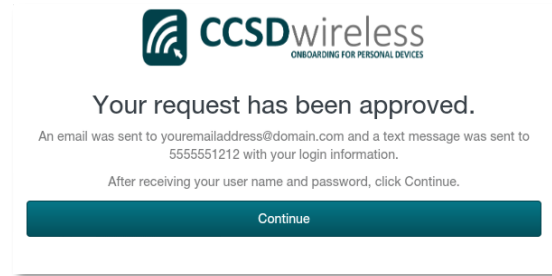 CCSDwireless
ONBOARDING FOR PERSONAL DEVICES
Your request has been approved.
An email was sent to youremailaddress@domain.com and a text message was sent to
5555551212 with your login information.
After receiving your user name and password, click Continue.
Continue